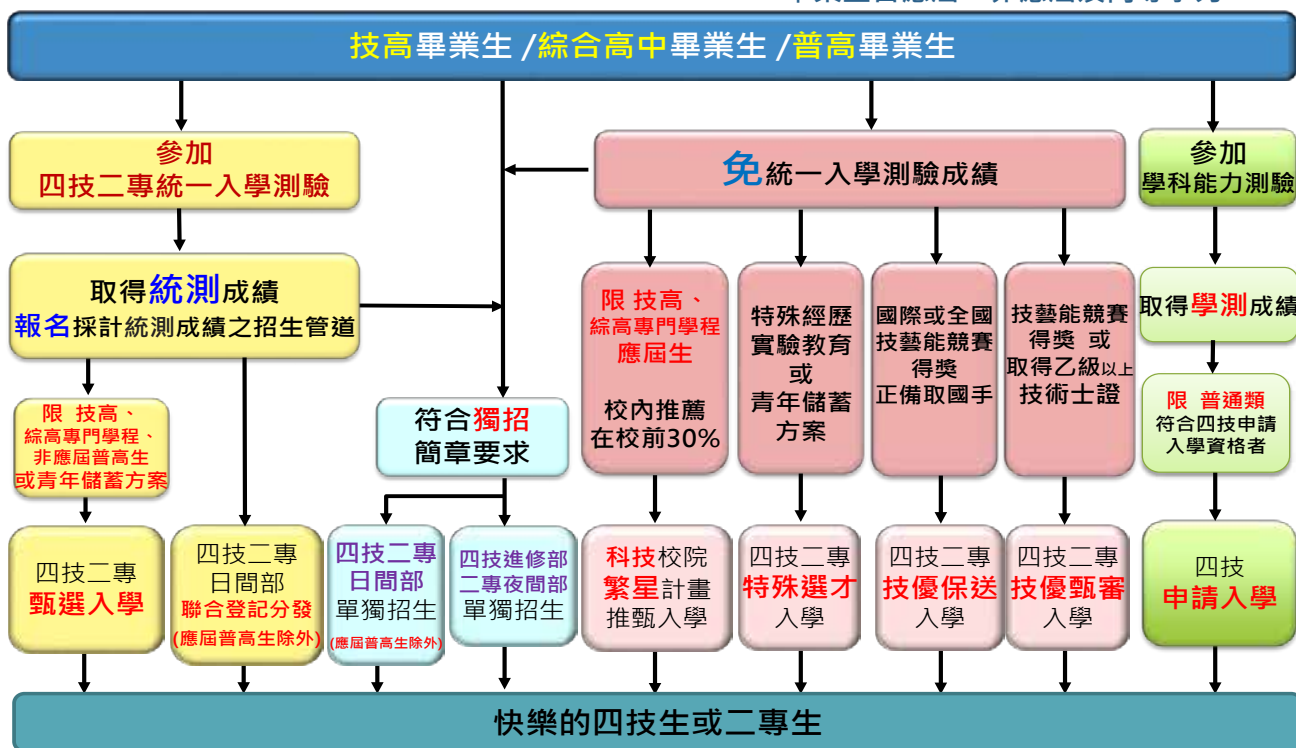 技高畢業生 /綜合高中畢業生 /普高畢業生
參加
四技二專統一入學測驗
免統一入學測驗成績
參加
學科能力測驗
取得統測成績
報名採計統測成績之招生管道
限 技高、
綜高專門學程
應屆生
校內推薦
在校前30%
特殊經歷
實驗教育
或
青年儲蓄
方案
國際或全國
技藝能競賽
得獎
正備取國手
技藝能競賽
得獎 或
取得乙級以上
技術士證
取得學測成績
限 技高、
綜高專門學程、
非應屆普高生
或青年儲蓄方案
符合獨招
簡章要求
限 普通類
符合四技申請
入學資格者
四技二專
甄選入學
四技二專
日間部
聯合登記分發
(應屆普高生除外)
四技二專
日間部
單獨招生
(應屆普高生除外)
四技進修部
二專夜間部
單獨招生
科技校院
繁星計畫
推甄入學
四技二專
特殊選才
入學
四技二專
技優保送
入學
四技二專
技優甄審
入學
四技
申請入學
快樂的四技生或二專生